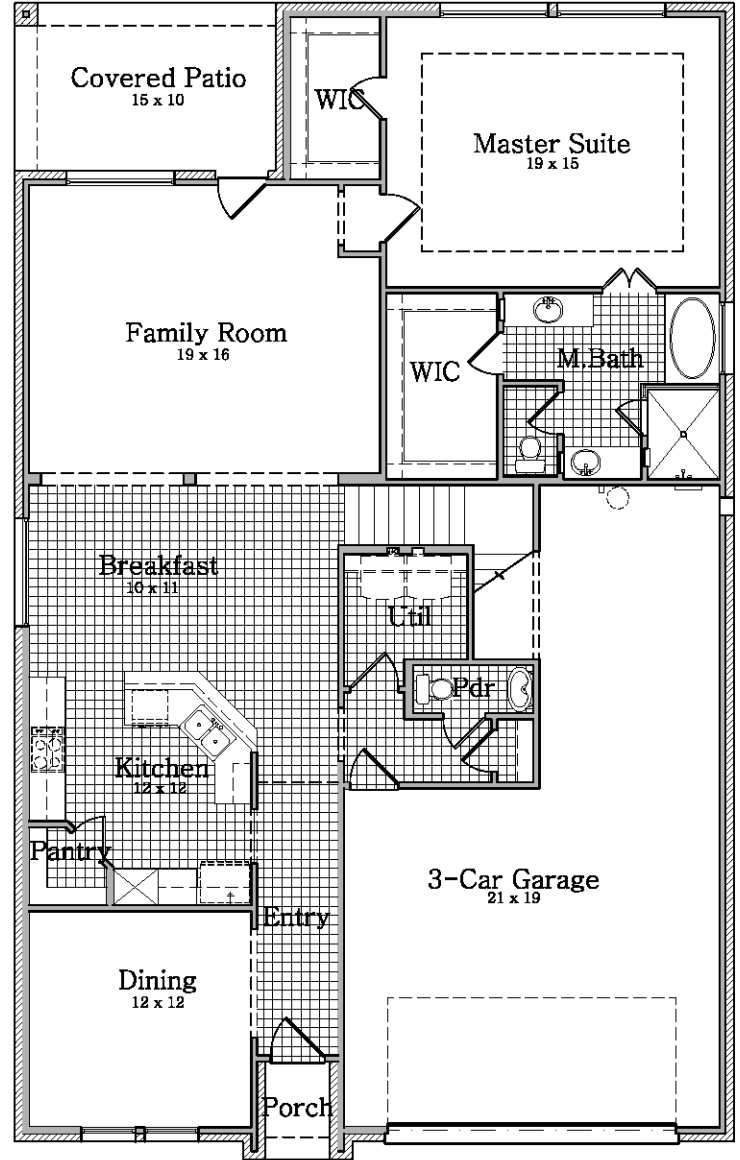 Covered Patio
15 x 10
WIC
Master Suite
19 x 15
Family Room
19 x 16
WIC
M.Bath
Breakfast
10 x 11
Util
Pdr
Kitchen
12 x 12
Pantry
3-Car Garage
21 x 19
Entry
Dining
12 x 12
Porch